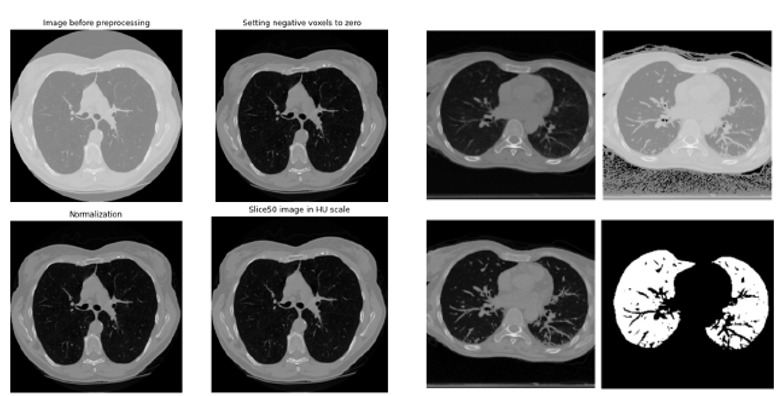 Image before preprocessing
Setting negative voxels to zero
Normalization
Slice50 image in HU scale